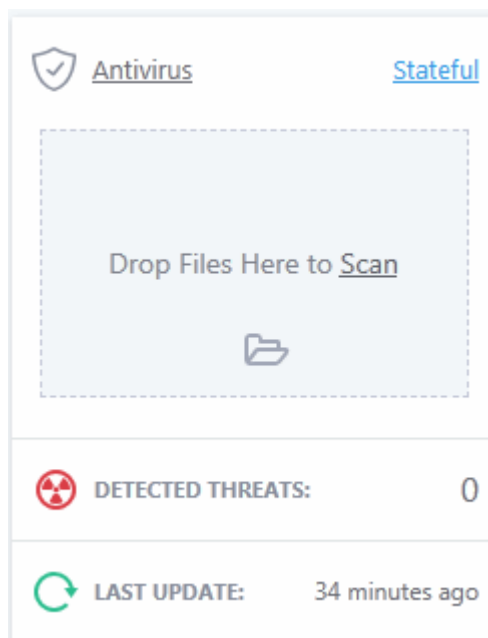 Antivirus Stateful
Drop Files Here to Scan
DETECTED THREATS: 0
LAST UPDATE: 34 minutes ago